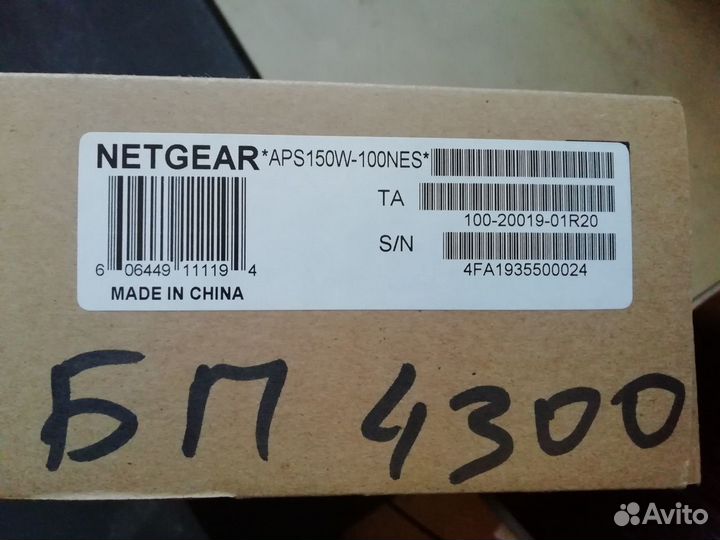 NETGEAR *APS150W-100NES*
TA
100-20019-01R20
S/N
4FA1935500024
6 06449 11119 4
MADE IN CHINA
БП 4300
Avito